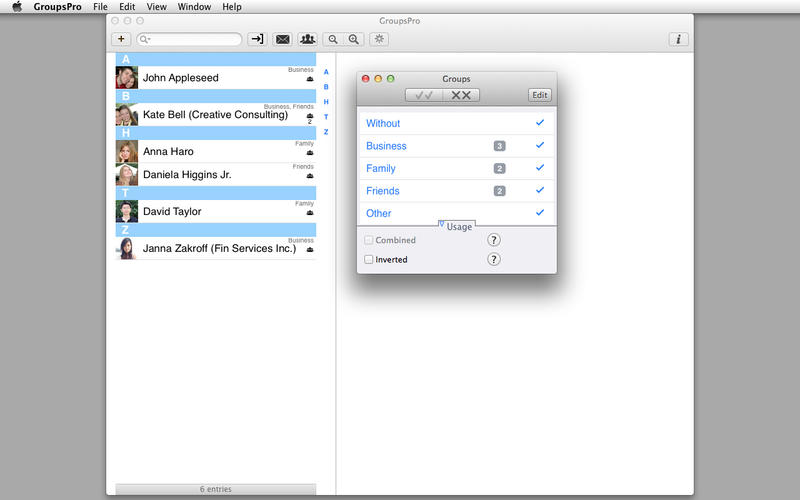 GroupsPro File Edit View Window Help
GroupsPro
A
Business
John Appleseed
B
Business, Friends
Kate Bell (Creative Consulting)
2
H
Family
Anna Haro
Friends
Daniela Higgins Jr.
T
Family
David Taylor
Z
Business
Janna Zakroff (Fin Services Inc.)
6 entries
A
B
H
T
Z
Groups
Edit
Without
Business 3
Family 2
Friends 2
Other
Usage
Combined ?
Inverted ?